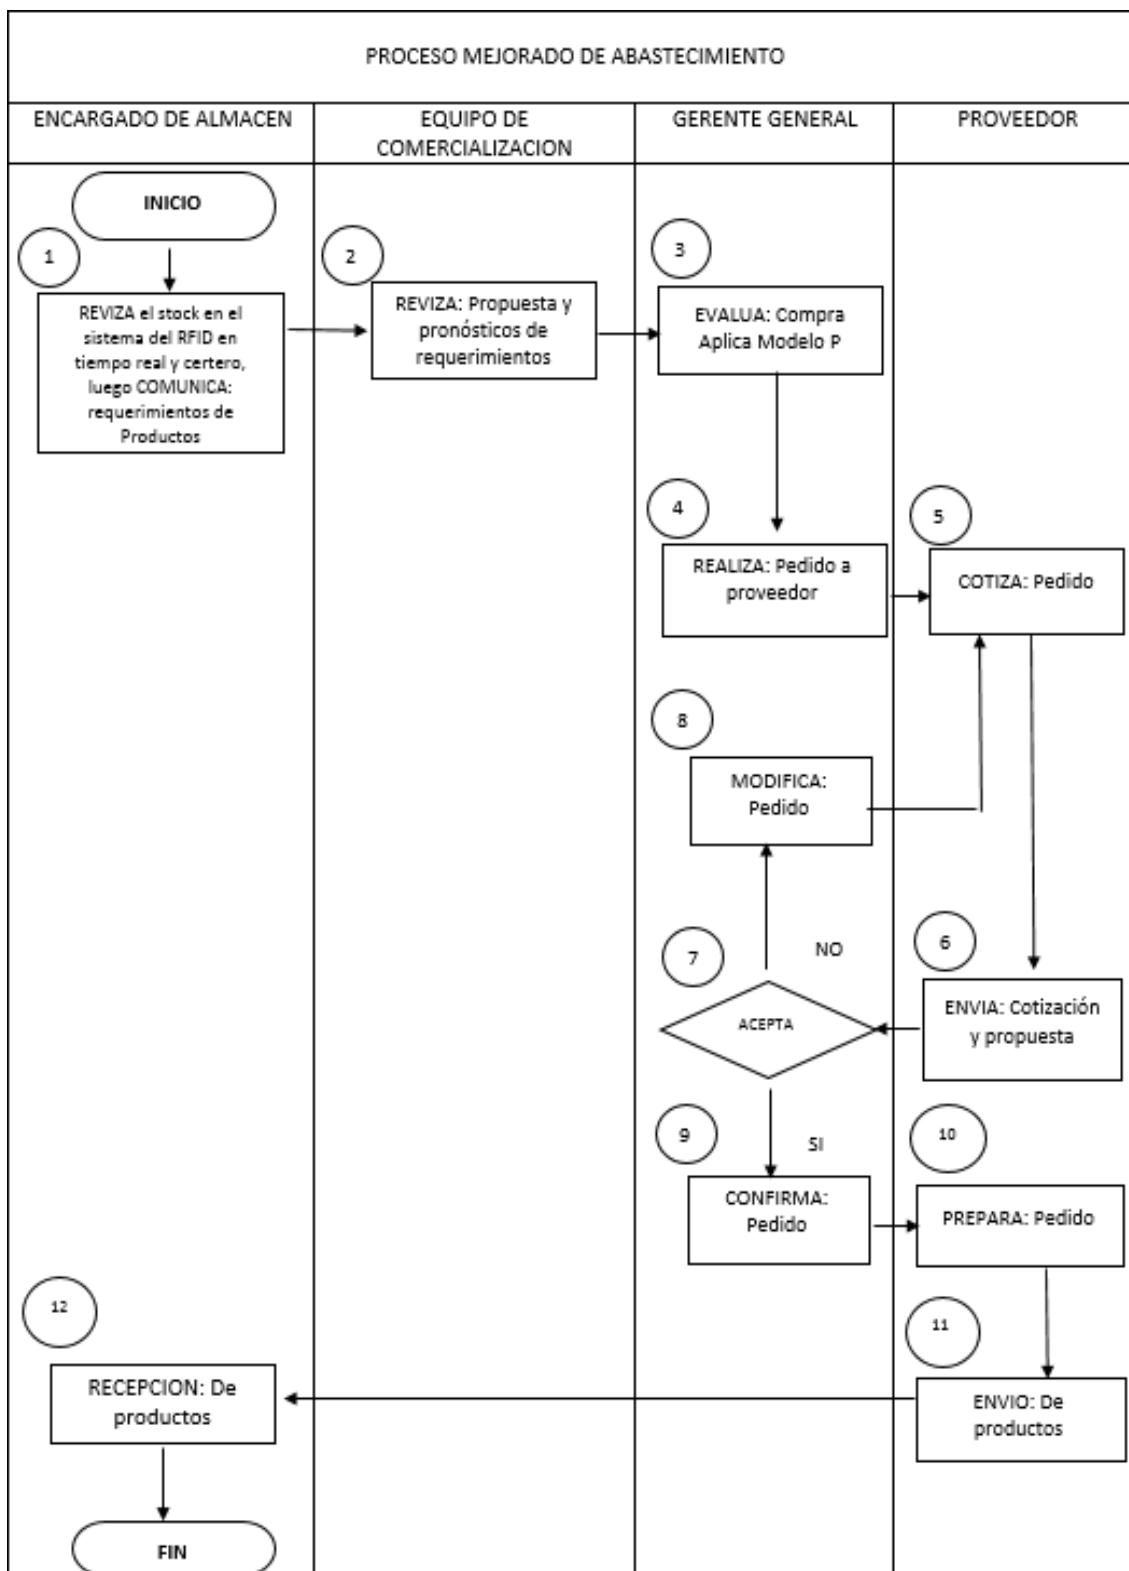 PROCESO MEJORADO DE ABASTECIMIENTO
ENCARGADO DE ALMACEN
EQUIPO DE
COMERCIALIZACION
GERENTE GENERAL
PROVEEDOR
INICIO
1
REVIZA el stock en el
sistema del RFID en
tiempo real y certero,
luego COMUNICA:
requerimientos de
Productos
2
REVIZA: Propuesta y
pronósticos de
requerimientos
3
EVALUA: Compra
Aplica Modelo P
4
REALIZA: Pedido a
proveedor
5
COTIZA: Pedido
8
MODIFICA:
Pedido
NO
7
ACEPTA
6
ENVIA: Cotización
y propuesta
9
SI
CONFIRMA:
Pedido
10
PREPARA: Pedido
11
ENVIO: De
productos
12
RECEPCION: De
productos
FIN